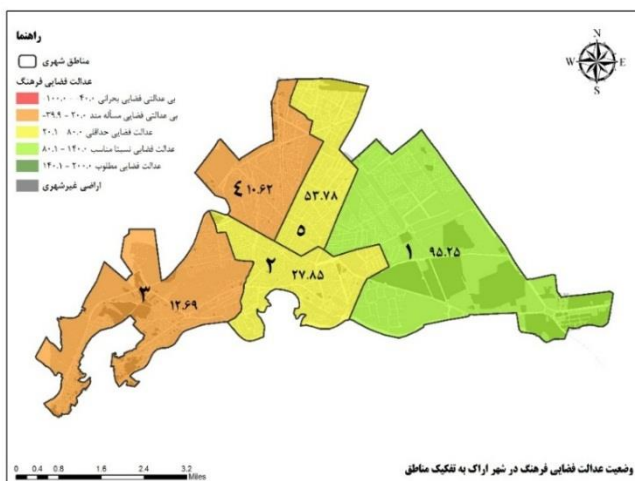 راهنما
مناطق شهری
عدالت فضایی فرهنگ
بی عدالتی فضایی بحرانی ۴۰.۰- - ۱۰۰.۰-
بی عدالتی فضایی مسأله مند ۲۰.۰ - ۳۹.۹-
عدالت فضایی حداقلی ۸۰.۰ - ۲۰.۱
عدالت فضایی نسبتا مناسب ۱۴۰.۰ - ۸۰.۱
عدالت فضایی مطلوب ۲۰۰.۰ - ۱۴۰.۱
اراضی غیرشهری
N
W E
S
۴ ۱۰.۶۲
۵۳.۷۸
۵
۱ ۹۵.۲۵
۲ ۲۷.۸۵
۳ ۱۲.۶۹
0 0.4 0.8 1.6 2.4 3.2
Miles
وضعیت عدالت فضایی فرهنگ در شهر اراک به تفکیک مناطق